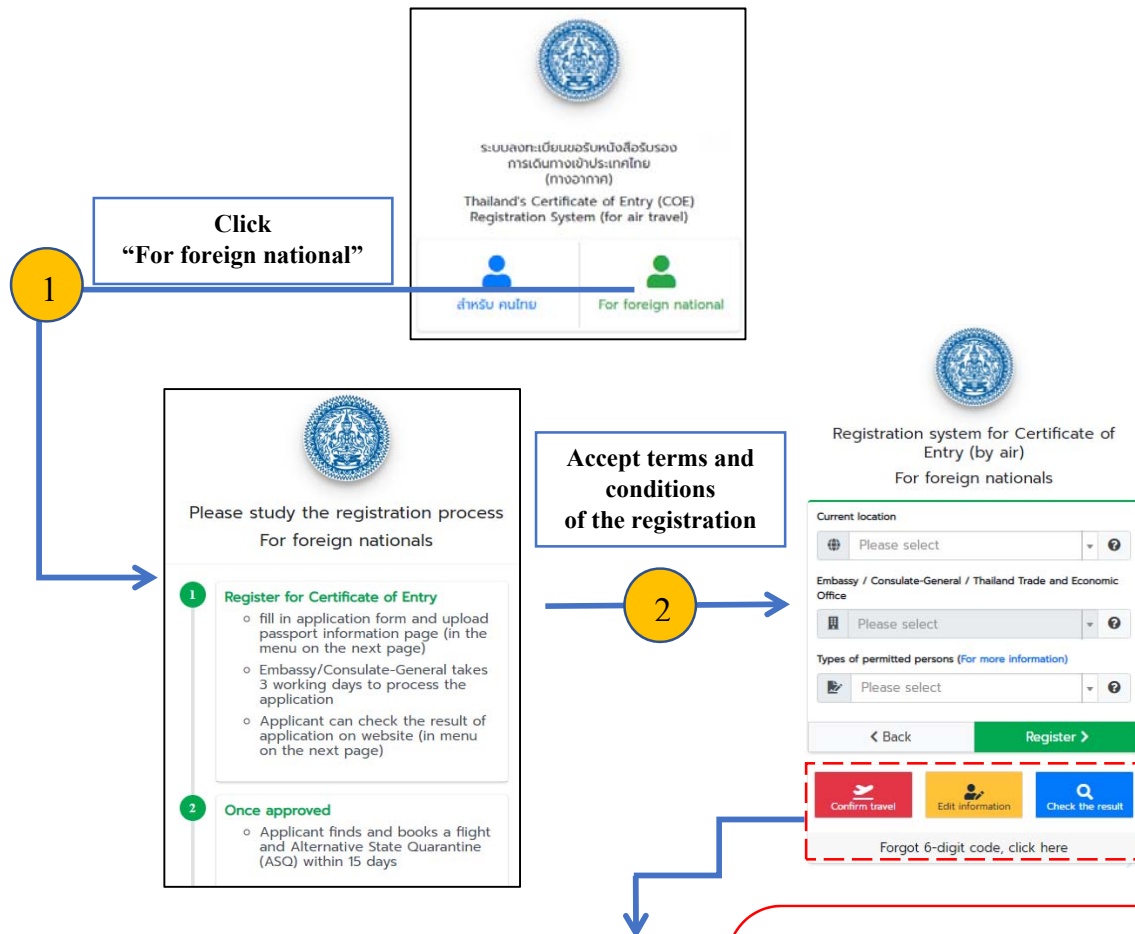 ระบบลงทะเบียนขอรับหนังสือรับรอง
การเดินทางเข้าประเทศไทย
(ทางอากาศ)
Thailand's Certificate of Entry (COE)
Registration System (for air travel)
สำหรับ คนไทย
For foreign national
Click
“For foreign national”
1
Please study the registration process
For foreign nationals
1
Register for Certificate of Entry
fill in application form and upload
passport information page (in the
menu on the next page)
Embassy/Consulate-General takes
3 working days to process the
application
Applicant can check the result of
application on website (in menu
on the next page)
2
Once approved
Applicant finds and books a flight
and Alternative State Quarantine
(ASQ) within 15 days
Accept terms and
conditions
of the registration
2
Registration system for Certificate of
Entry (by air)
For foreign nationals
Current location
Please select
Embassy / Consulate-General / Thailand Trade and Economic
Office
Please select
Types of permitted persons (For more information)
Please select
< Back
Register >
Confirm travel
Edit information
Check the result
Forgot 6-digit code, click here